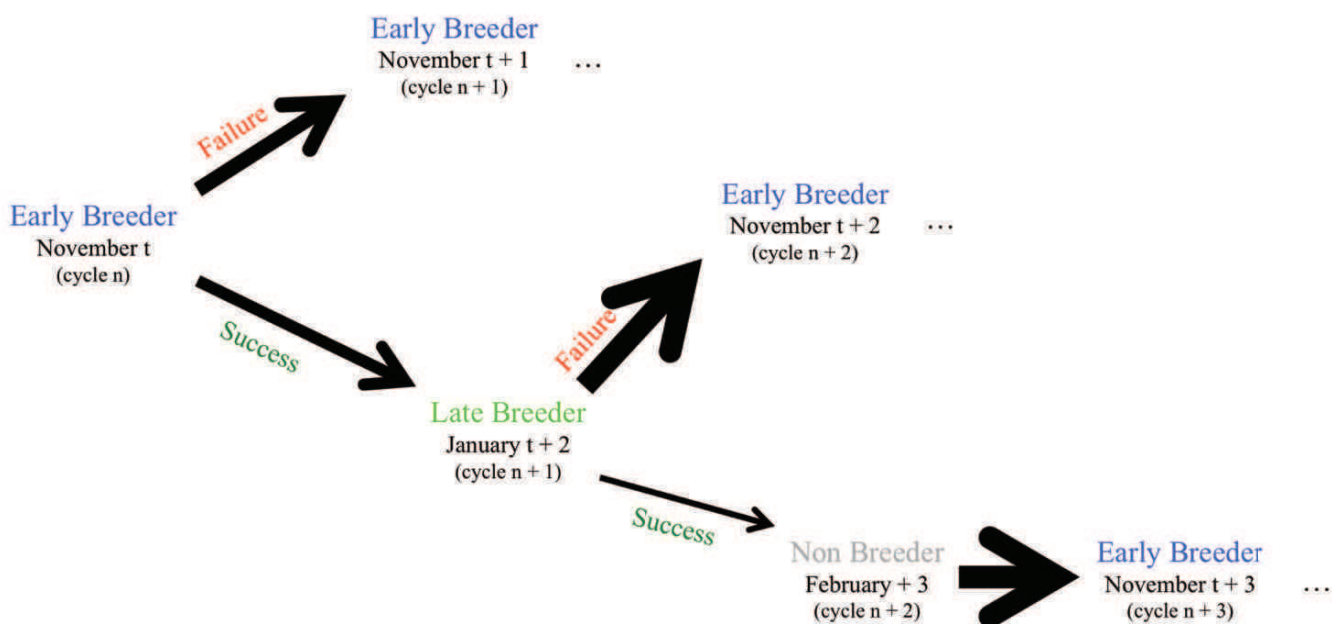 Early Breeder
November t + 1 ...
(cycle n + 1)
Failure
Early Breeder
November t + 2 ...
(cycle n + 2)
Early Breeder
November t
(cycle n)
Success
Failure
Late Breeder
January t + 2
(cycle n + 1)
Success
Non Breeder
February + 3
(cycle n + 2)
Early Breeder
November t + 3 ...
(cycle n + 3)